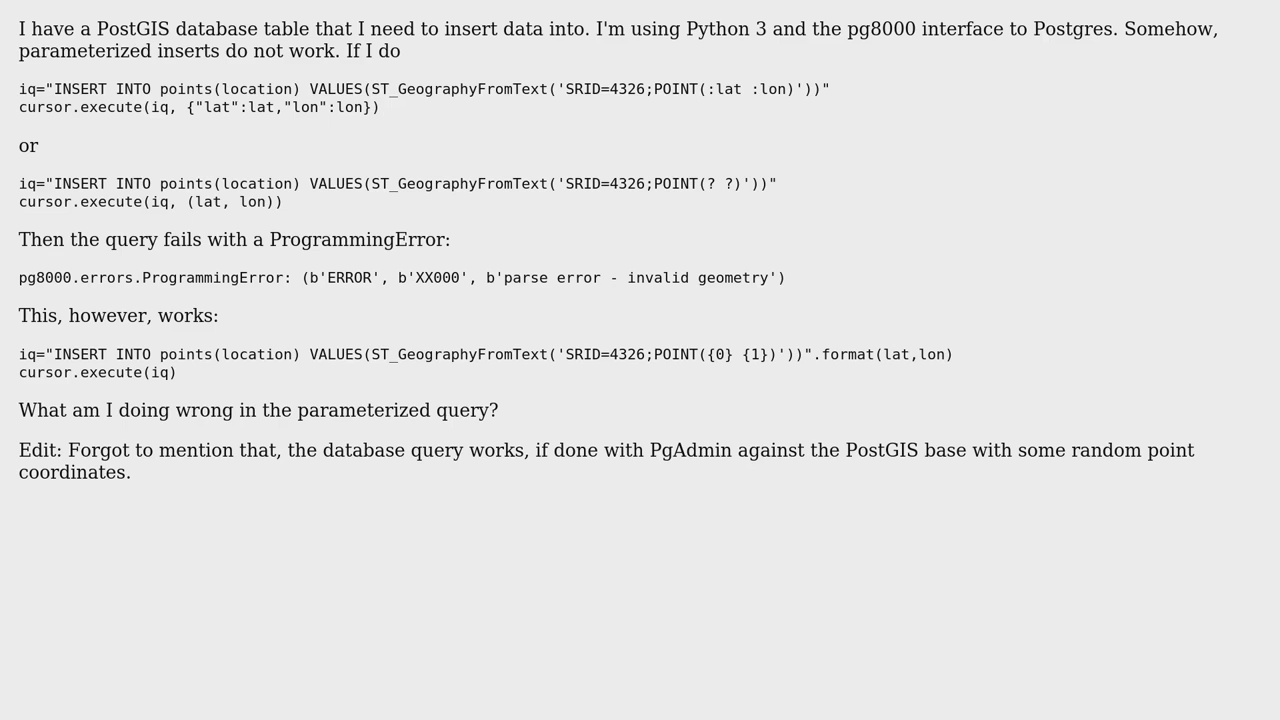 I have a PostGIS database table that I need to insert data into. I'm using Python 3 and the pg8000 interface to Postgres. Somehow,
parameterized inserts do not work. If I do
iq="INSERT INTO points(location) VALUES(ST_GeographyFromText('SRID=4326;POINT(:lat :lon)'))"
cursor.execute(iq, {"lat":lat,"lon":lon})
or
iq="INSERT INTO points(location) VALUES(ST_GeographyFromText('SRID=4326;POINT(? ?)'))"
cursor.execute(iq, (lat, lon))
Then the query fails with a ProgrammingError:
pg8000.errors.ProgrammingError: (b'ERROR', b'XX000', b'parse error - invalid geometry')
This, however, works:
iq="INSERT INTO points(location) VALUES(ST_GeographyFromText('SRID=4326;POINT({0} {1})'))".format(lat,lon)
cursor.execute(iq)
What am I doing wrong in the parameterized query?
Edit: Forgot to mention that, the database query works, if done with PgAdmin against the PostGIS base with some random point
coordinates.